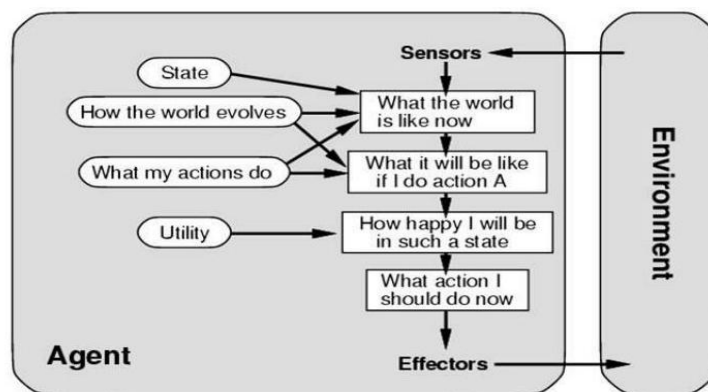 Sensors
State
What the world
is like now
How the world evolves
What it will be like
if I do action A
What my actions do
How happy I will be
in such a state
Utility
What action I
should do now
Agent
Effectors
Environment